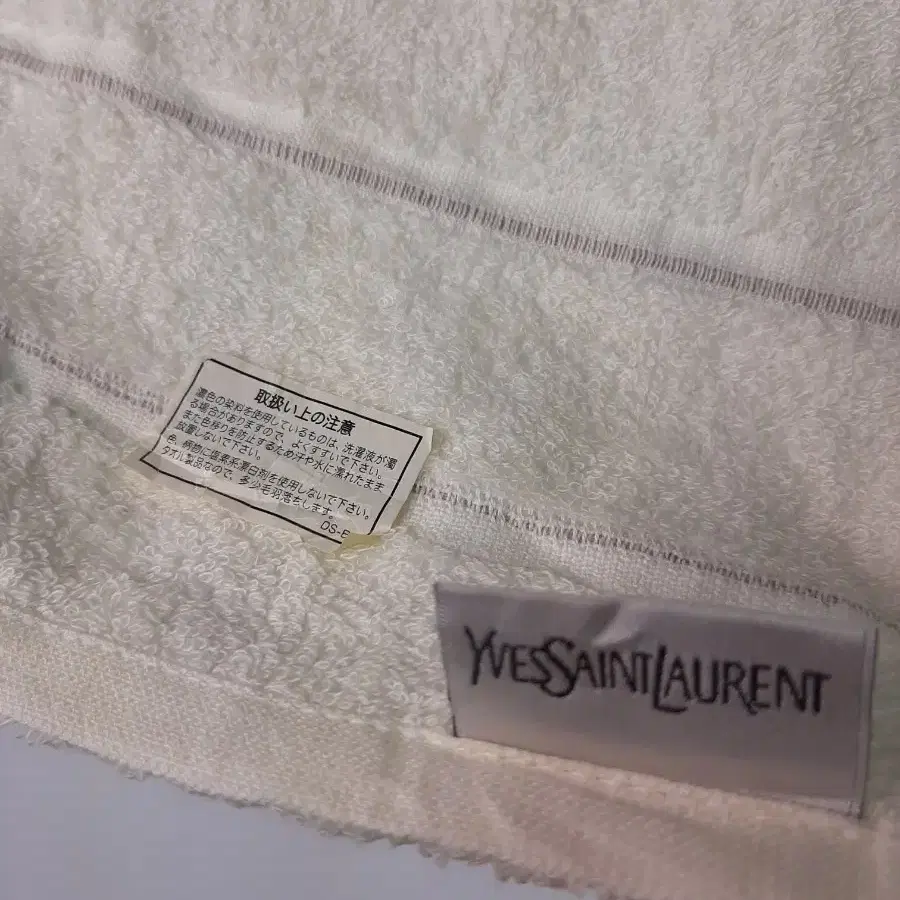 取扱い上の注意
濃色の染料を使用しているものは、洗濯液が濁
る場合がありますので、よくすすいで下さい。
また色移りを防止するため汗や水に濡れたまま
放置しないで下さい。
色、柄物に塩素系漂白剤を使用しないで下さい。
タオル製品なので、多少毛羽落ちします。
DS-E
YVESSAINTLAURENT